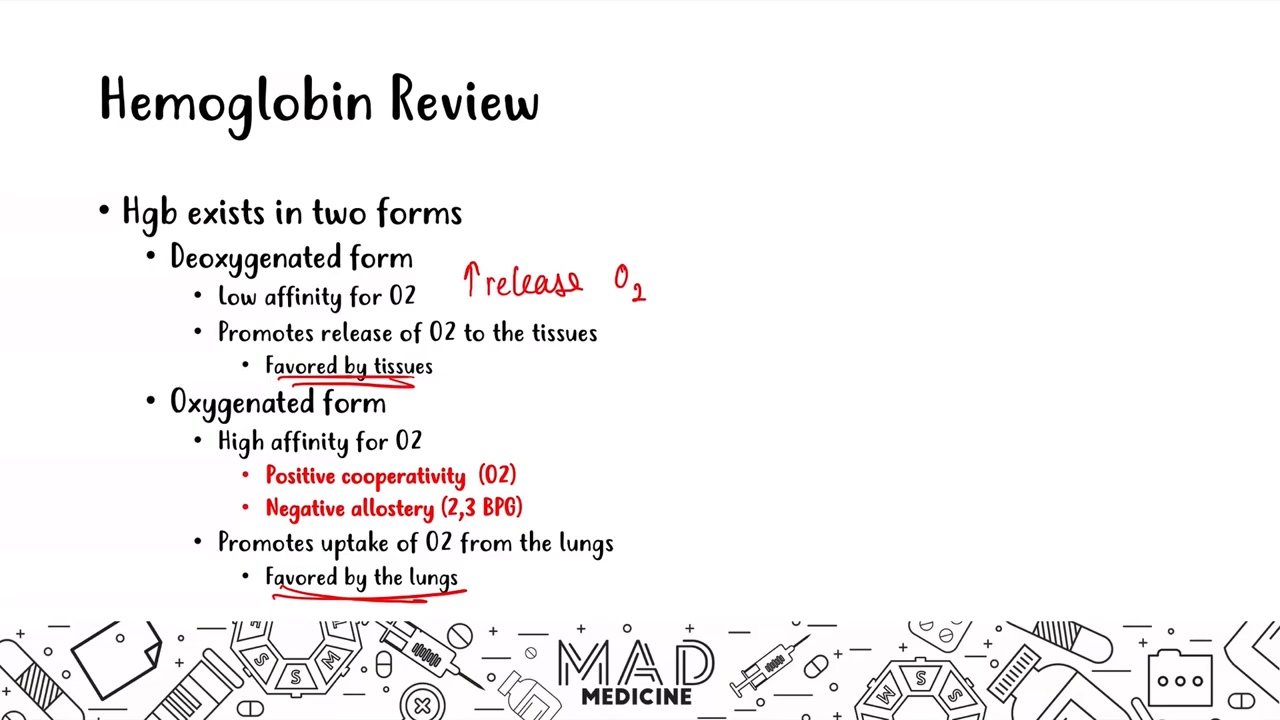 Hemoglobin Review
• Hgb exists in two forms
• Deoxygenated form
• Low affinity for O2
↑ release O2
• Promotes release of O2 to the tissues
• Favored by tissues
• Oxygenated form
• High affinity for O2
• Positive cooperativity (O2)
• Negative allostery (2,3 BPG)
• Promotes uptake of O2 from the lungs
• Favored by the lungs
MAD
MEDICINE
S
S
M
M
S
S